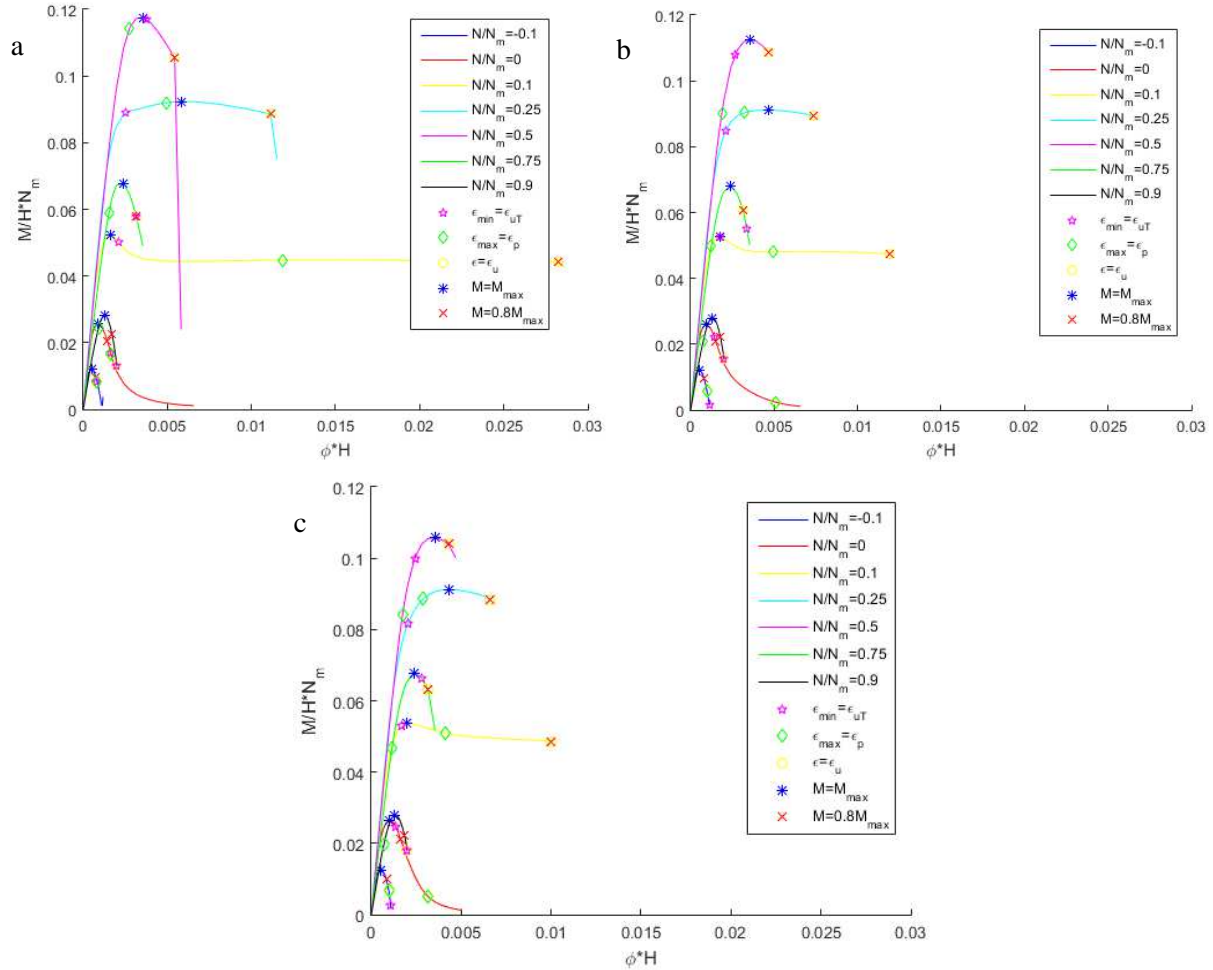 a
M/H*N_m
0.12
0.1
0.08
0.06
0.04
0.02
0
0
0.005
0.01
0.015
0.02
0.025
0.03
ϕ*H
N/N_m=-0.1
N/N_m=0
N/N_m=0.1
N/N_m=0.25
N/N_m=0.5
N/N_m=0.75
N/N_m=0.9
ϵ_min=ϵ_uT
ϵ_max=ϵ_p
ϵ=ϵ_u
M=M_max
M=0.8M_max
b
M/H*N_m
0.12
0.1
0.08
0.06
0.04
0.02
0
0
0.005
0.01
0.015
0.02
0.025
0.03
ϕ*H
N/N_m=-0.1
N/N_m=0
N/N_m=0.1
N/N_m=0.25
N/N_m=0.5
N/N_m=0.75
N/N_m=0.9
ϵ_min=ϵ_uT
ϵ_max=ϵ_p
ϵ=ϵ_u
M=M_max
M=0.8M_max
c
M/H*N_m
0.12
0.1
0.08
0.06
0.04
0.02
0
0
0.005
0.01
0.015
0.02
0.025
0.03
ϕ*H
N/N_m=-0.1
N/N_m=0
N/N_m=0.1
N/N_m=0.25
N/N_m=0.5
N/N_m=0.75
N/N_m=0.9
ϵ_min=ϵ_uT
ϵ_max=ϵ_p
ϵ=ϵ_u
M=M_max
M=0.8M_max